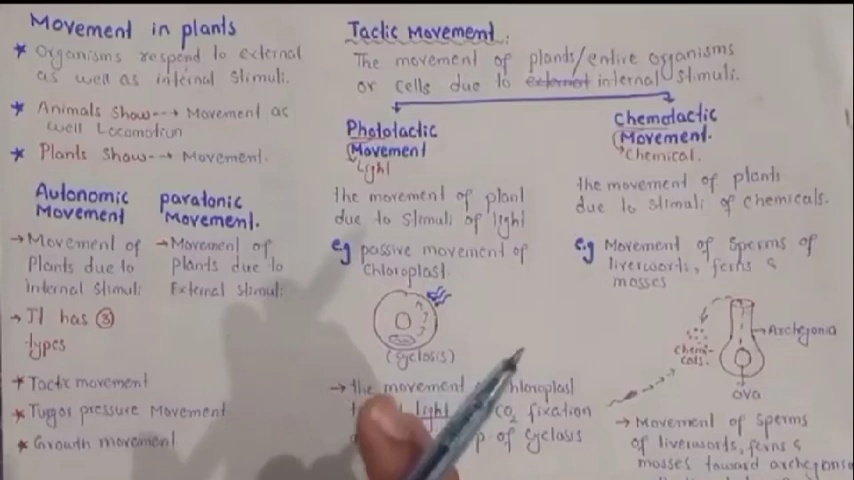 Movement in plants
* Organisms respond to external
as well as internal Stimuli.
* Animals show---> Movement as
well Locomotion
* Plants show--> Movement.
Autonomic
Movement
→Movement of
Plants due to
Internal Stimuli
→It has ③
types
* Tactic movement
* Turgor pressure Movement
* Growth movement
paratonic
Movement.
→Movement of
plants due to
External Stimuli
Tactic Movement:
The movement of plants/entire organisms
or cells due to internal stimuli.
Phototactic
Movement
Light
the movement of plant
due to stimuli of light
e.g passive movement of
Chloroplast.
(cyclosis)
→ the movement chloroplast
light CO2 fixation
of cyclosis
Chemotactic
Movement.
Chemical.
the movement of plants
due to stimuli of chemicals.
e.g Movement of sperms of
liverworts, ferns &
mosses
Archegonia
Chemi-
cals.
ova
→ Movement of sperms
of liverworts, ferns &
mosses toward archegonia